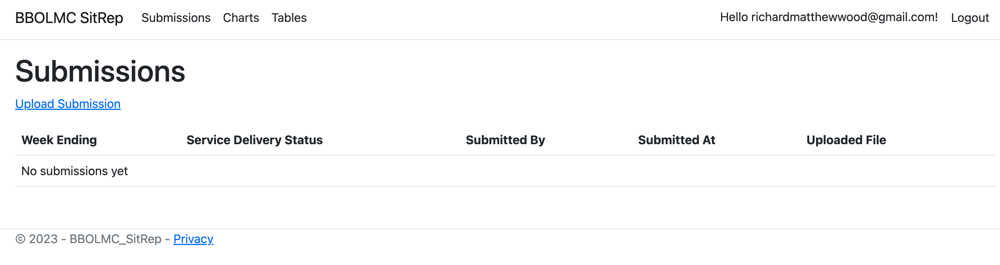 BBOLMC SitRep Submissions Charts Tables Hello richardmatthewwood@gmail.com! Logout
Submissions
Upload Submission
Week Ending Service Delivery Status Submitted By Submitted At Uploaded File
No submissions yet
© 2023 - BBOLMC_SitRep - Privacy